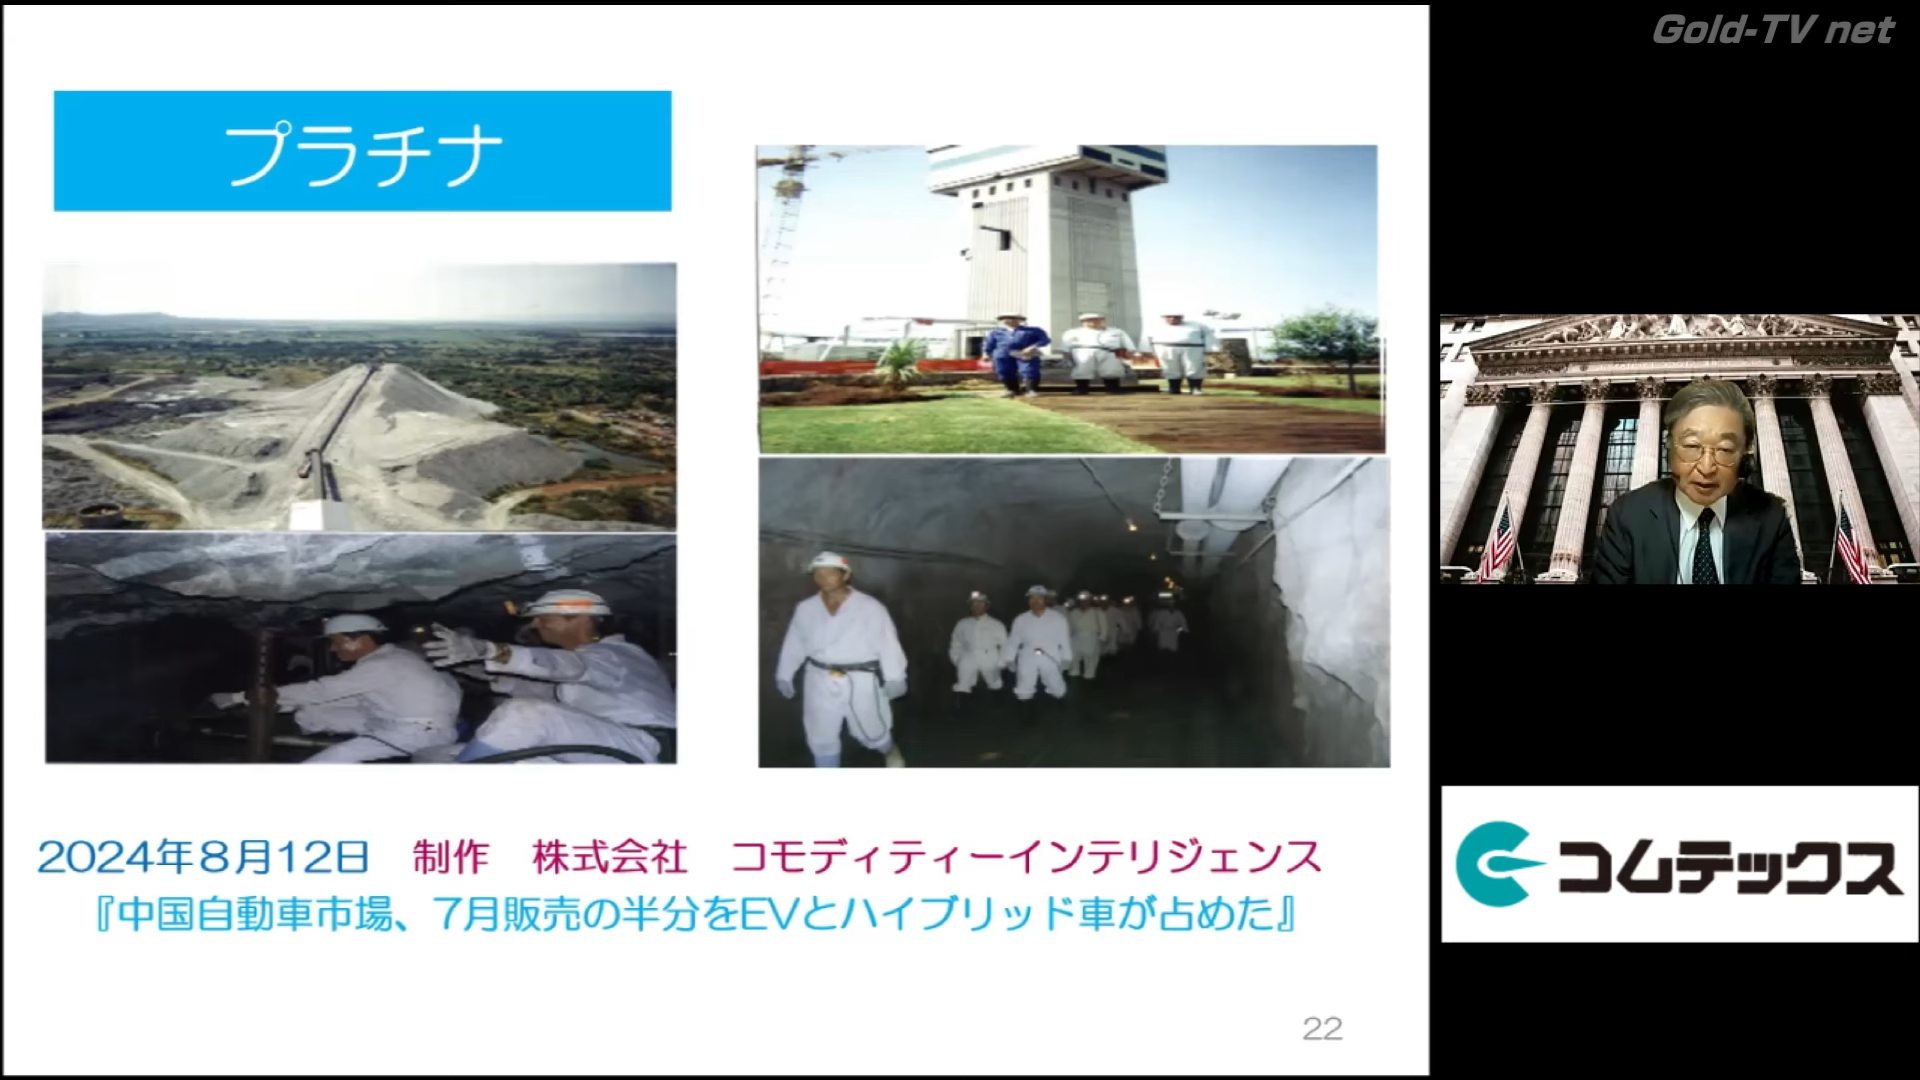 Gold-TV net
プラチナ
2024年8月12日　制作　株式会社　コモディティーインテリジェンス
『中国自動車市場、7月販売の半分をEVとハイブリッド車が占めた』
22
コムテックス